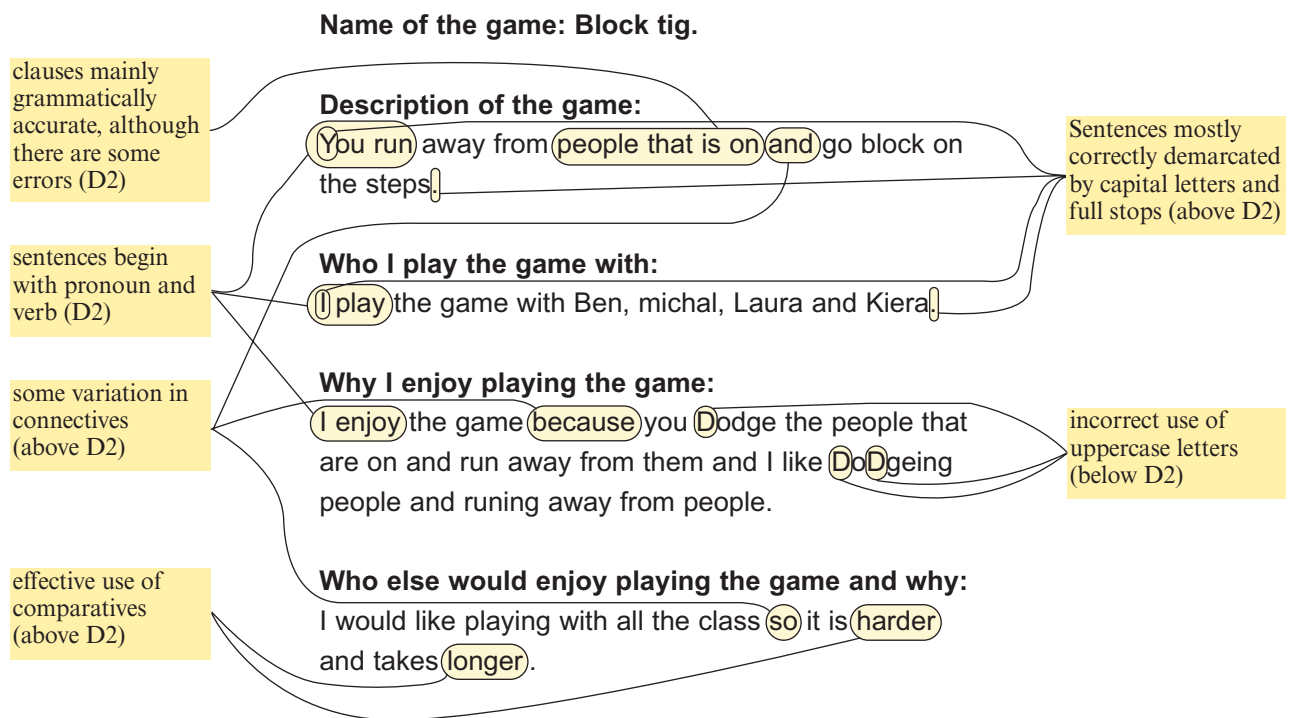 Name of the game: Block tig.
clauses mainly
grammatically
accurate, although
there are some
errors (D2)
sentences begin
with pronoun and
verb (D2)
some variation in
connectives
(above D2)
effective use of
comparatives
(above D2)
Description of the game:
You run away from people that is on and go block on
the steps.
Who I play the game with:
I play the game with Ben, michal, Laura and Kiera.
Why I enjoy playing the game:
I enjoy the game because you Dodge the people that
are on and run away from them and I like DoDgeing
people and runing away from people.
Who else would enjoy playing the game and why:
I would like playing with all the class so it is harder
and takes longer .
Sentences mostly
correctly demarcated
by capital letters and
full stops (above D2)
incorrect use of
uppercase letters
(below D2)